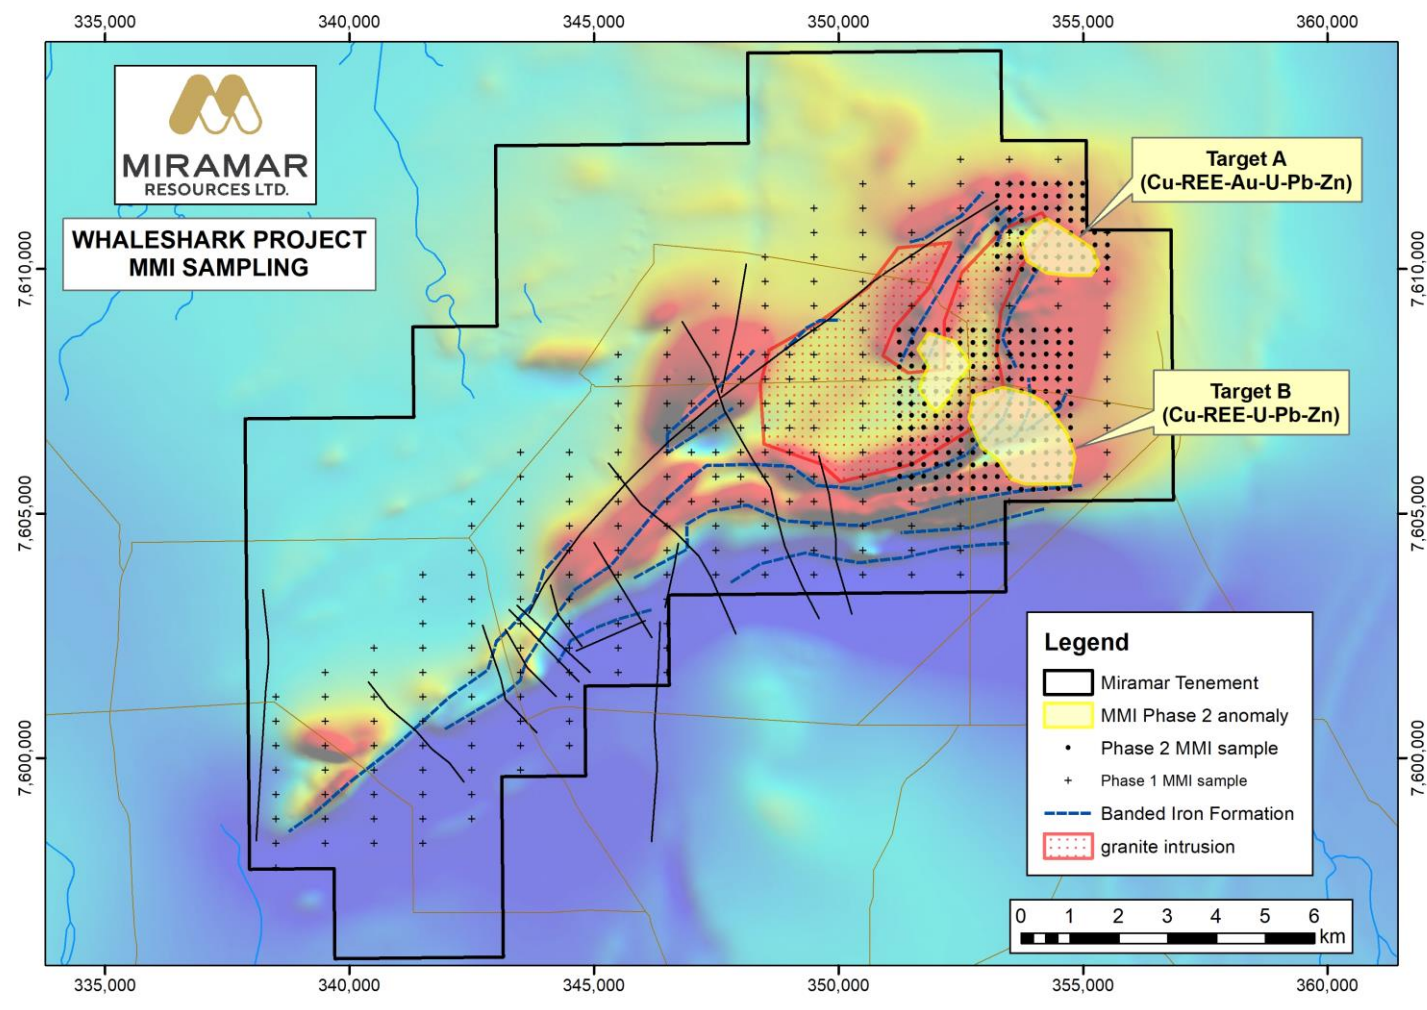 335,000 340,000 345,000 350,000 355,000 360,000
MIRAMAR
RESOURCES LTD.
WHALESHARK PROJECT
MMI SAMPLING
Target A
(Cu-REE-Au-U-Pb-Zn)
7,610,000
7,610,000
Target B
(Cu-REE-U-Pb-Zn)
7,605,000
7,605,000
7,600,000
7,600,000
Legend
Miramar Tenement
MMI Phase 2 anomaly
Phase 2 MMI sample
Phase 1 MMI sample
Banded Iron Formation
granite intrusion
0 1 2 3 4 5 6
km
335,000 340,000 345,000 350,000 355,000 360,000